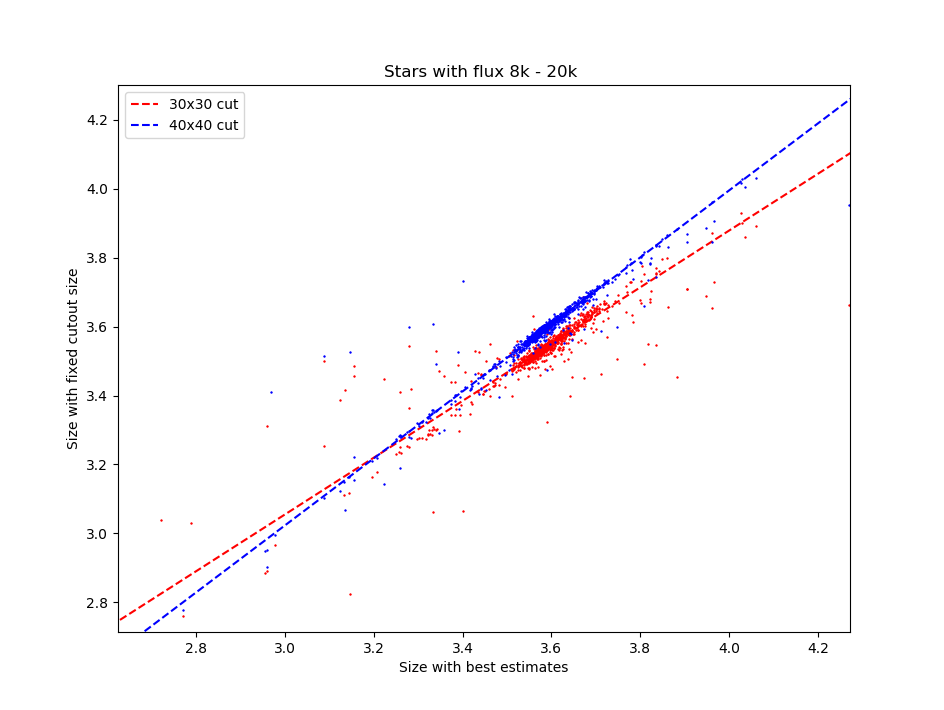 Stars with flux 8k - 20k
30x30 cut
40x40 cut
4.2
4.0
3.8
3.6
3.4
3.2
3.0
2.8
Size with fixed cutout size
2.8 3.0 3.2 3.4 3.6 3.8 4.0 4.2
Size with best estimates